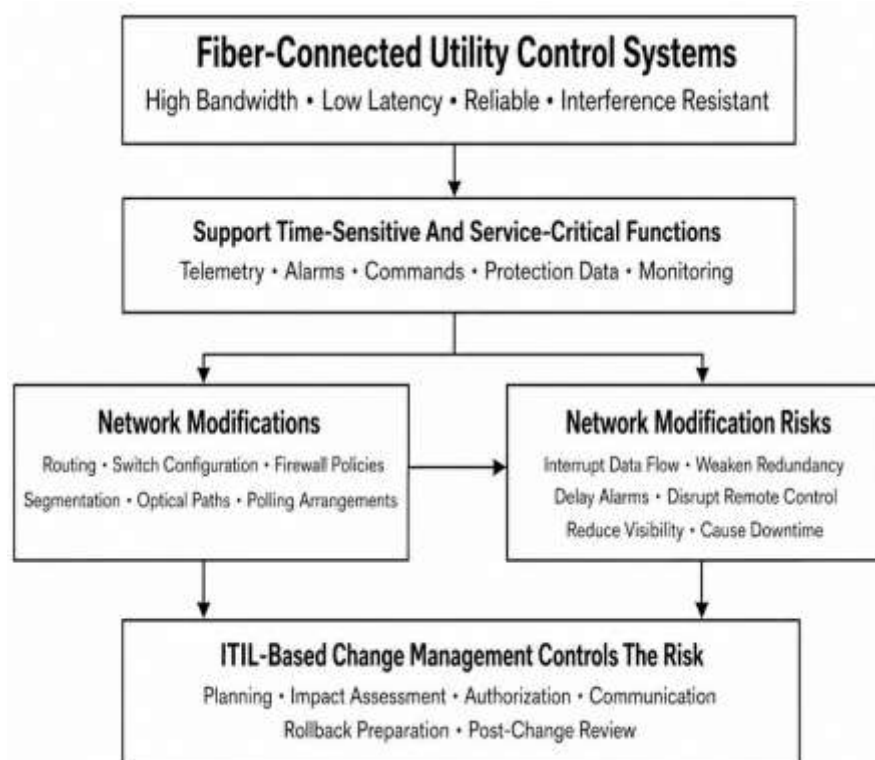 Fiber-Connected Utility Control Systems
High Bandwidth • Low Latency • Reliable • Interference Resistant
Support Time-Sensitive And Service-Critical Functions
Telemetry • Alarms • Commands • Protection Data • Monitoring
Network Modifications
Routing • Switch Configuration • Firewall Policies
Segmentation • Optical Paths • Polling Arrangements
Network Modification Risks
Interrupt Data Flow • Weaken Redundancy
Delay Alarms • Disrupt Remote Control
Reduce Visibility • Cause Downtime
ITIL-Based Change Management Controls The Risk
Planning • Impact Assessment • Authorization • Communication
Rollback Preparation • Post-Change Review